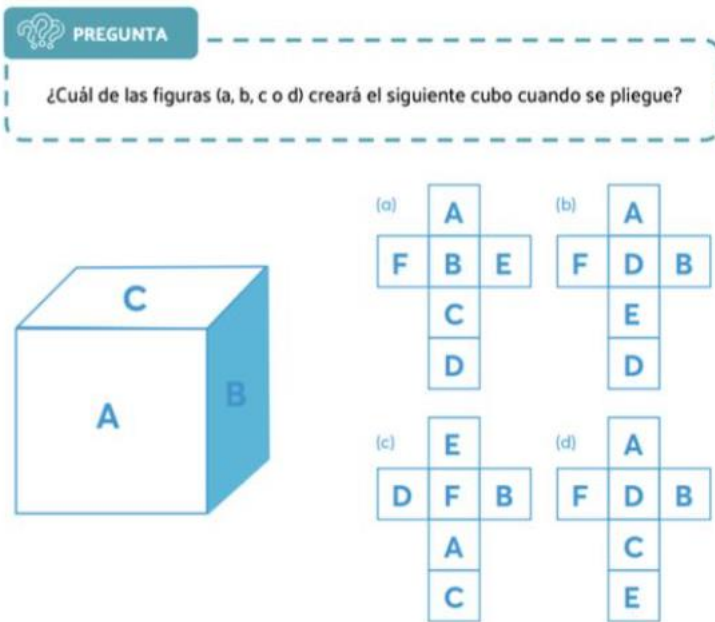 PREGUNTA
¿Cuál de las figuras (a, b, c o d) creará el siguiente cubo cuando se pliegue?
C
A
B
(a)
A
F B E
C
D
(b)
A
F D B
E
D
(c)
E
D F B
A
C
(d)
A
F D B
C
E